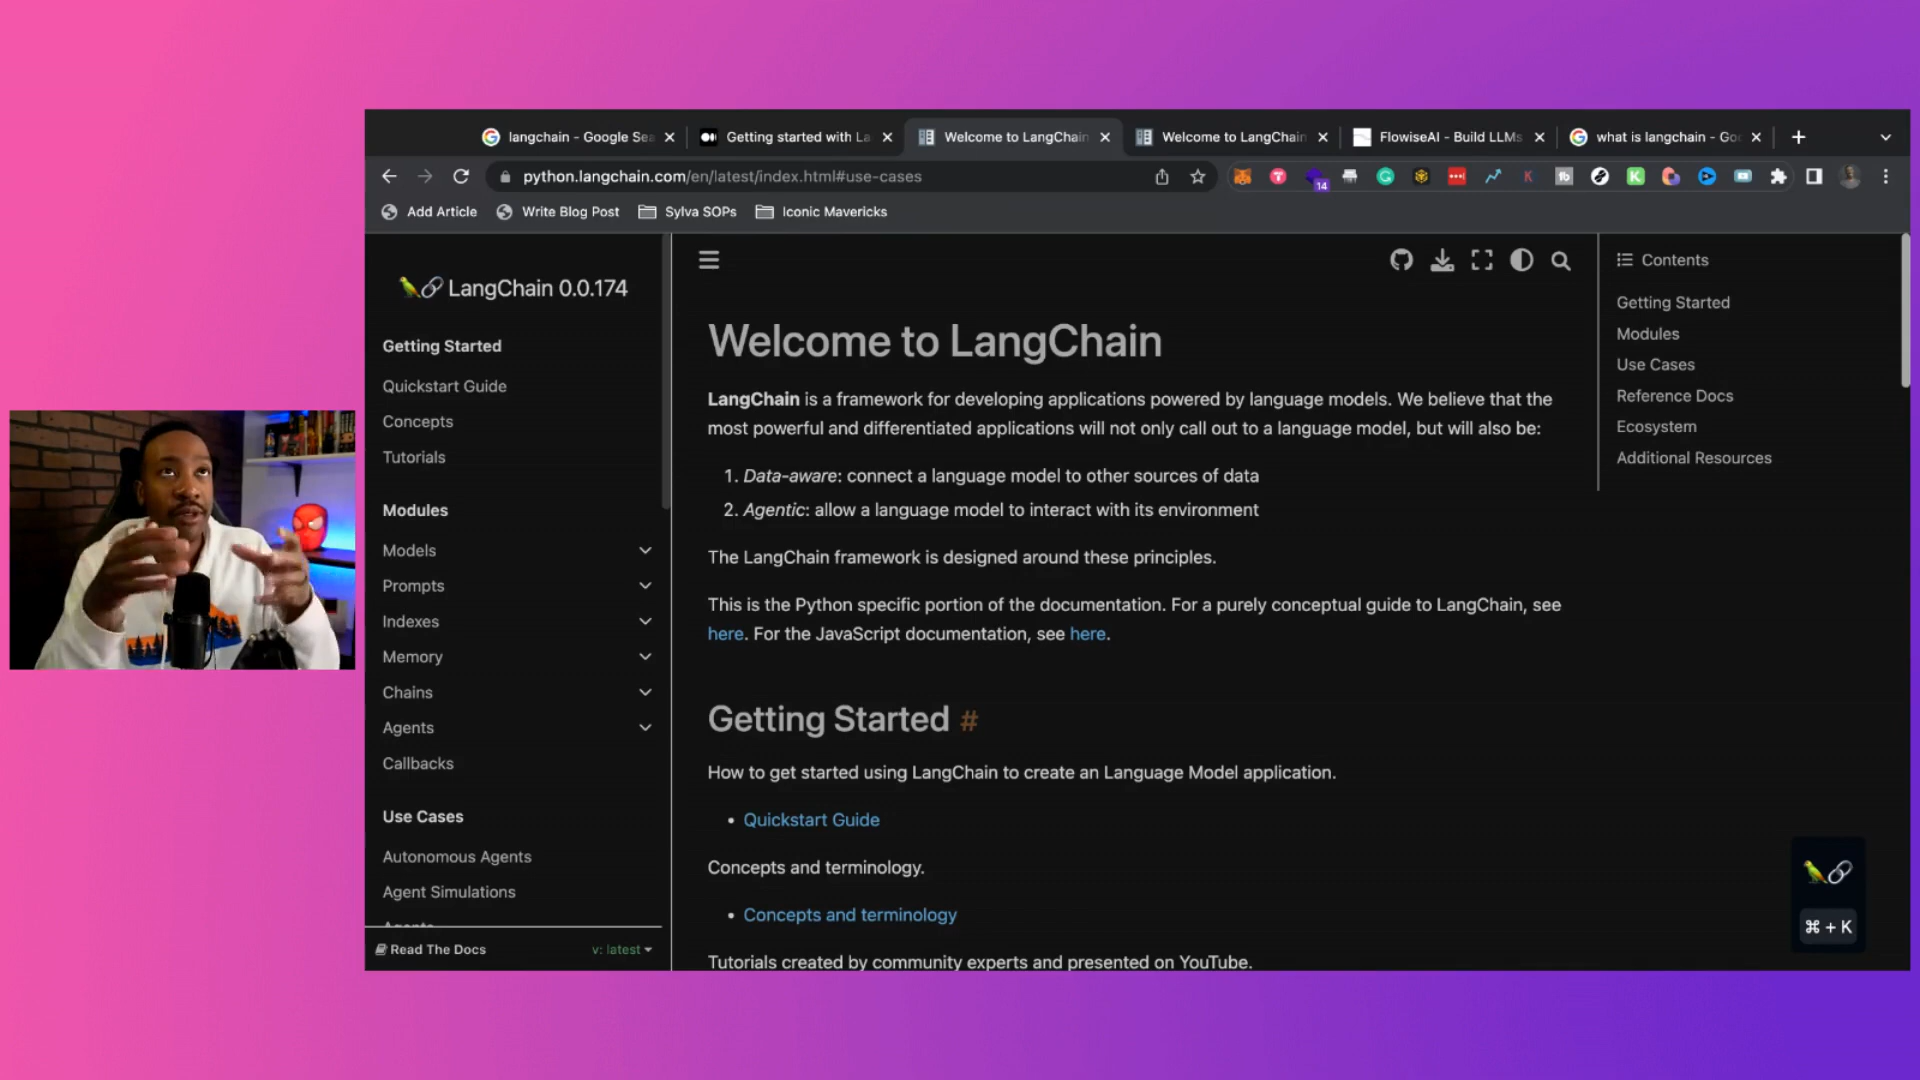 langchain - Google Sea
Getting started with La
Welcome to LangChain
Welcome to LangChain
FlowiseAI - Build LLMs
what is langchain - Goo
python.langchain.com/en/latest/index.html#use-cases
14
Add Article
Write Blog Post
Sylva SOPs
Iconic Mavericks
LangChain 0.0.174
Getting Started
Quickstart Guide
Concepts
Tutorials
Modules
Models
Prompts
Indexes
Memory
Chains
Agents
Callbacks
Use Cases
Autonomous Agents
Agent Simulations
Agents
Read The Docs
v: latest
Welcome to LangChain
LangChain is a framework for developing applications powered by language models. We believe that the
most powerful and differentiated applications will not only call out to a language model, but will also be:
1. Data-aware: connect a language model to other sources of data
2. Agentic: allow a language model to interact with its environment
The LangChain framework is designed around these principles.
This is the Python specific portion of the documentation. For a purely conceptual guide to LangChain, see
here. For the JavaScript documentation, see here.
Getting Started #
How to get started using LangChain to create an Language Model application.
• Quickstart Guide
Concepts and terminology.
• Concepts and terminology
Tutorials created by community experts and presented on YouTube.
Contents
Getting Started
Modules
Use Cases
Reference Docs
Ecosystem
Additional Resources
⌘ + K